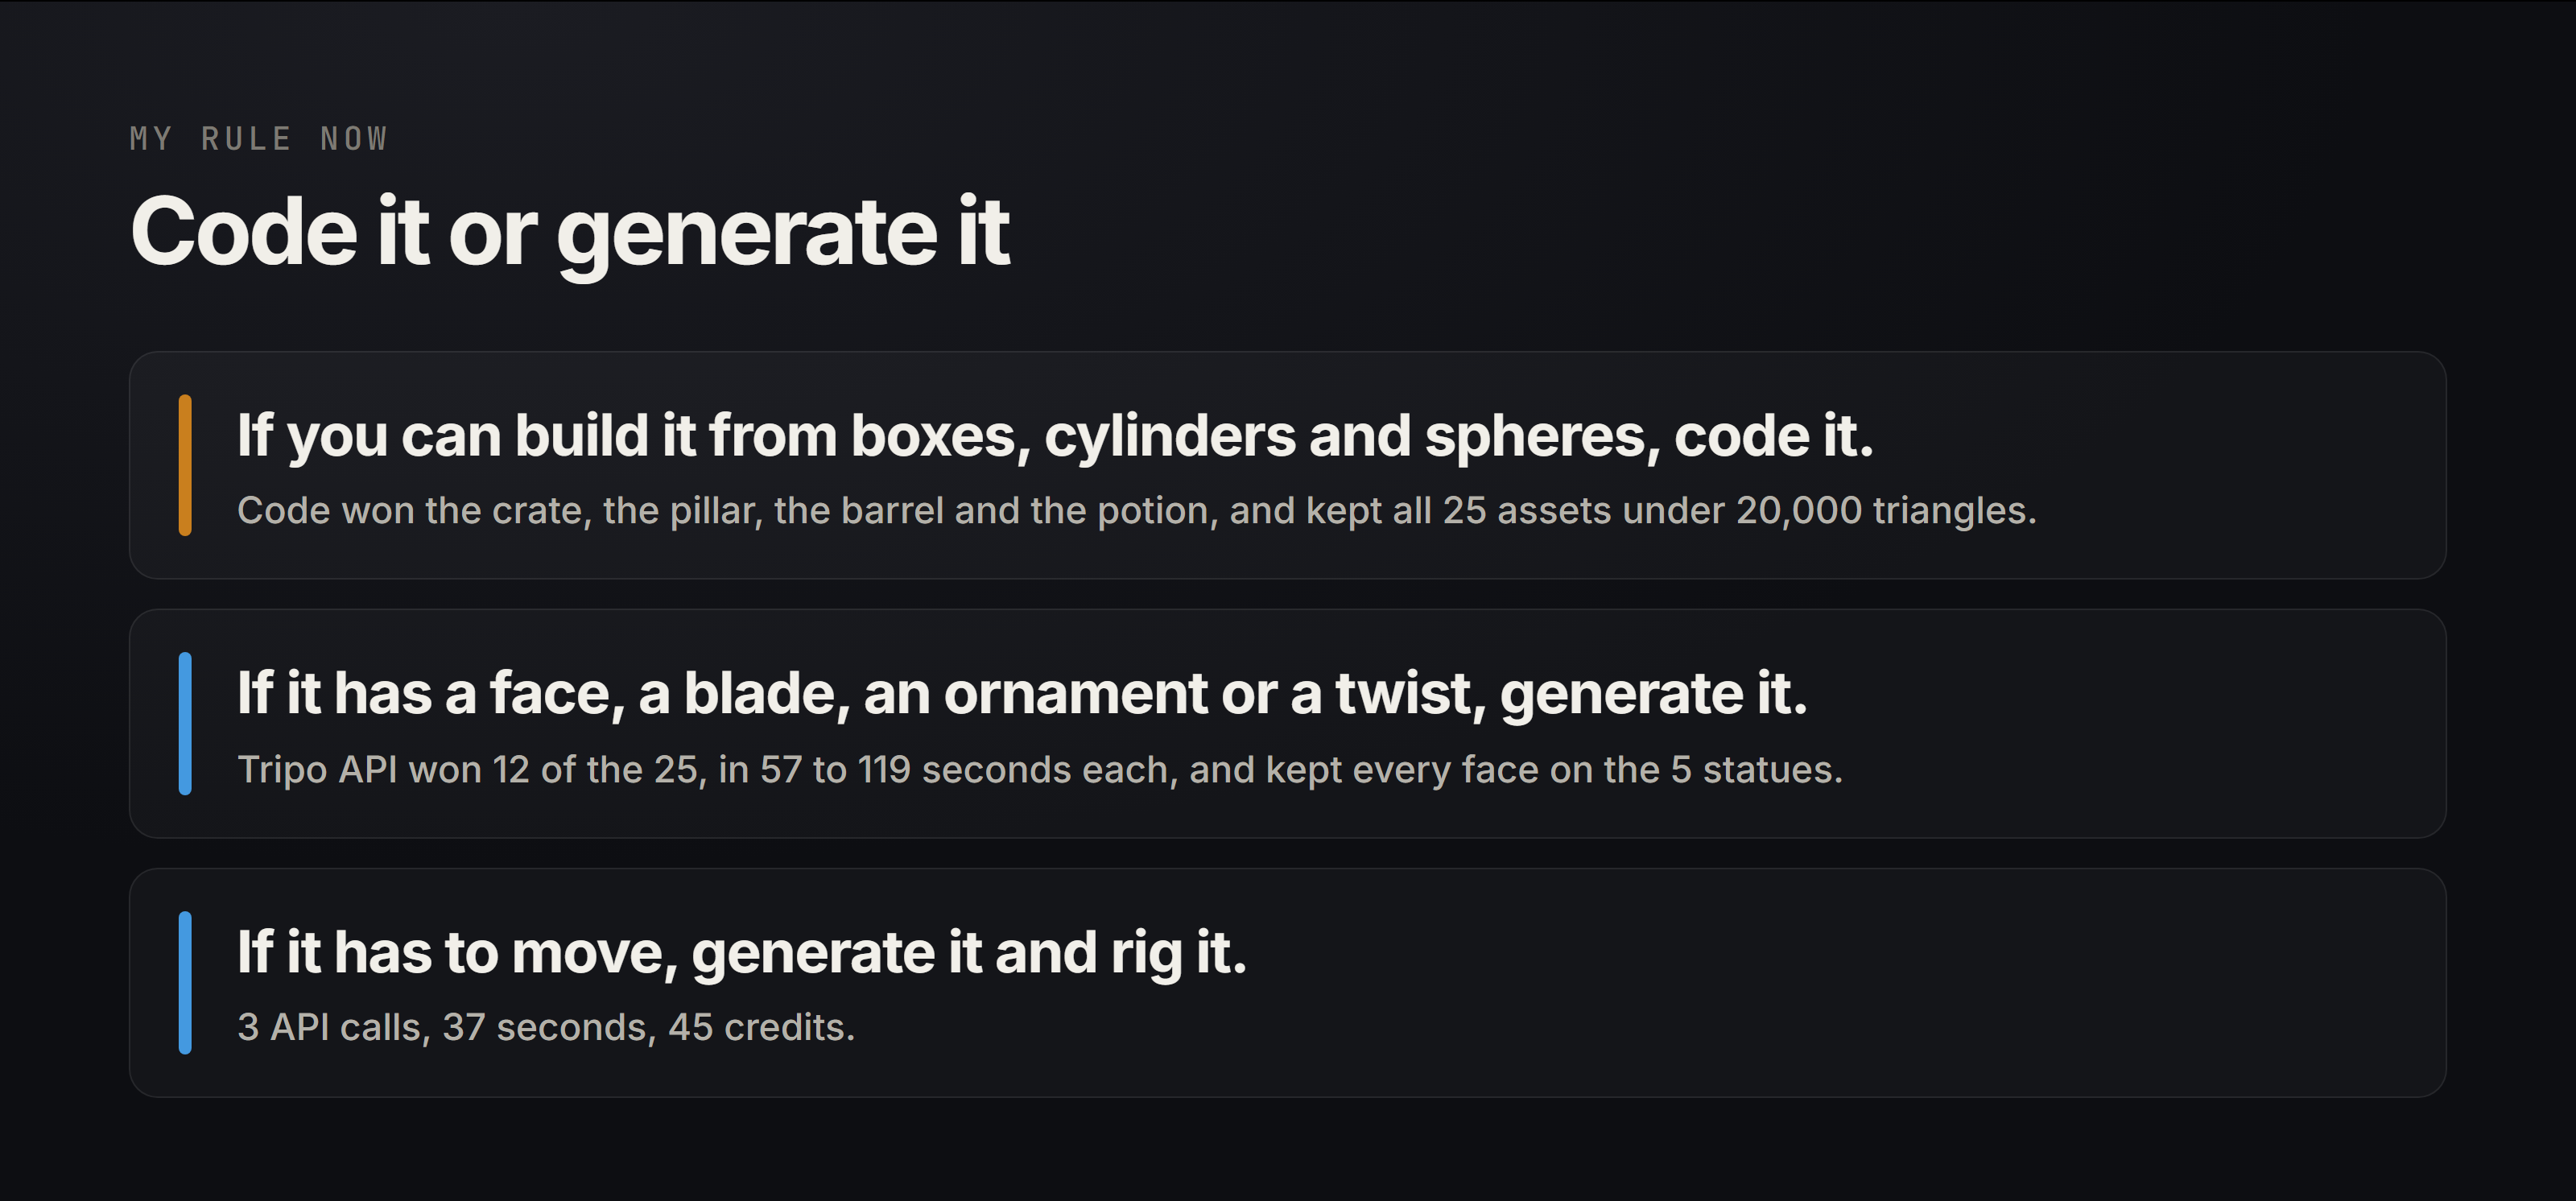 MY RULE NOW
Code it or generate it
If you can build it from boxes, cylinders and spheres, code it.
Code won the crate, the pillar, the barrel and the potion, and kept all 25 assets under 20,000 triangles.
If it has a face, a blade, an ornament or a twist, generate it.
Tripo API won 12 of the 25, in 57 to 119 seconds each, and kept every face on the 5 statues.
If it has to move, generate it and rig it.
3 API calls, 37 seconds, 45 credits.